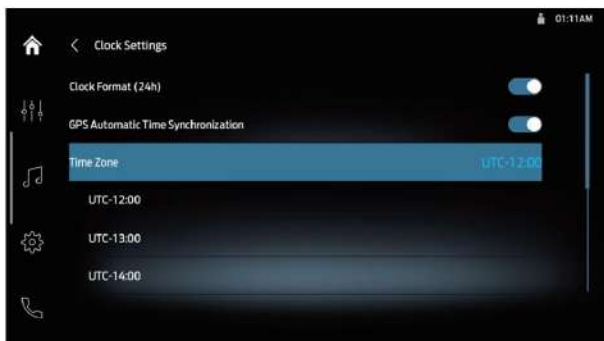 01:11AM
Clock Settings
Clock Format (24h)
GPS Automatic Time Synchronization
Time Zone UTC-12:00
UTC-12:00
UTC-13:00
UTC-14:00